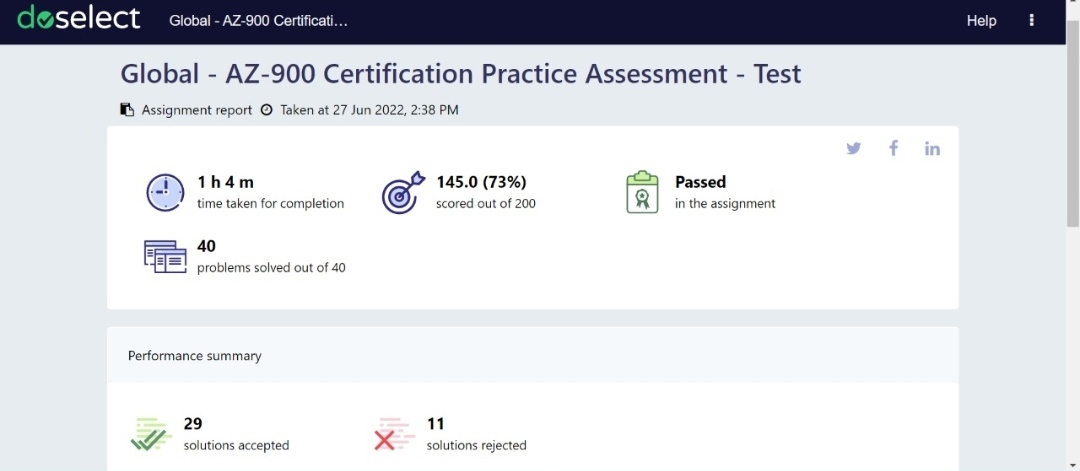 doselect Global - AZ-900 Certificati... Help
Global - AZ-900 Certification Practice Assessment - Test
Assignment report Taken at 27 Jun 2022, 2:38 PM
1 h 4 m
time taken for completion
145.0 (73%)
scored out of 200
Passed
in the assignment
40
problems solved out of 40
Performance summary
29
solutions accepted
11
solutions rejected